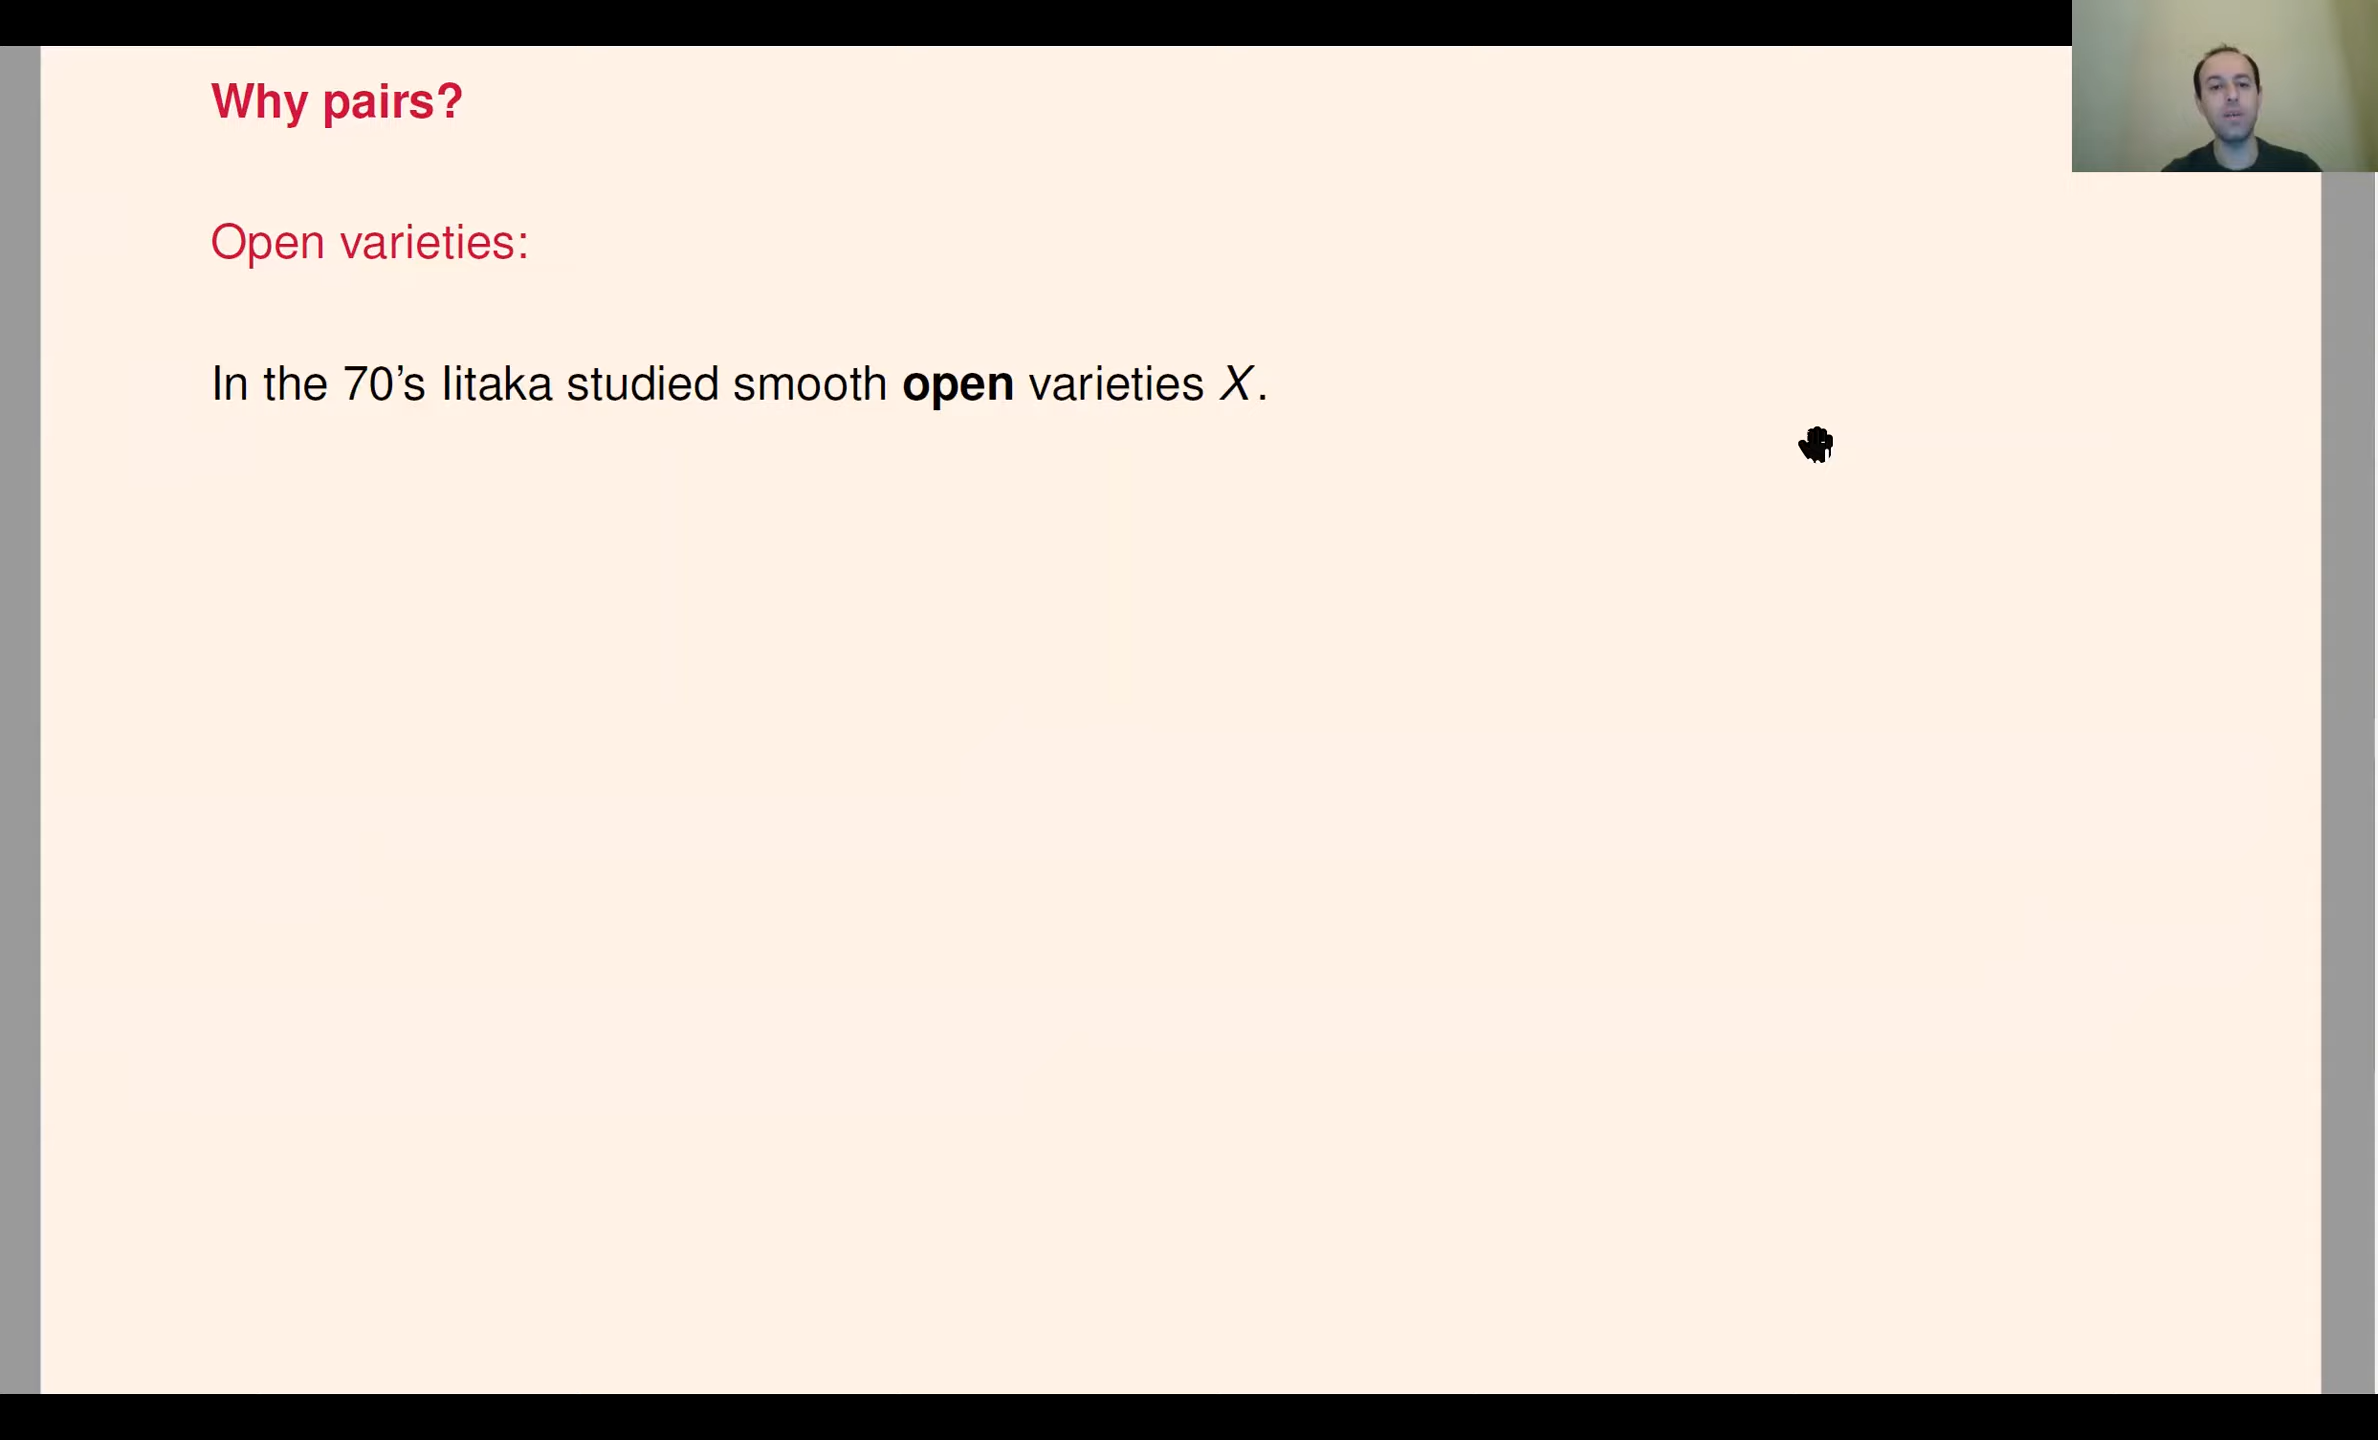 Why pairs?
Open varieties:
In the 70's Iitaka studied smooth open varieties X.